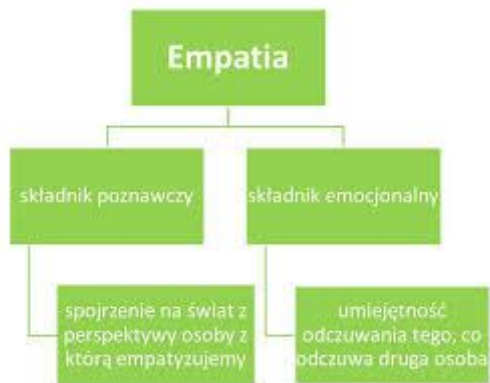 Empatia
składnik poznawczy
składnik emocjonalny
spojrzenie na świat z
perspektywy osoby z
którą empatyzujemy
umiejętność
odczuwania tego, co
odczuwa druga osoba